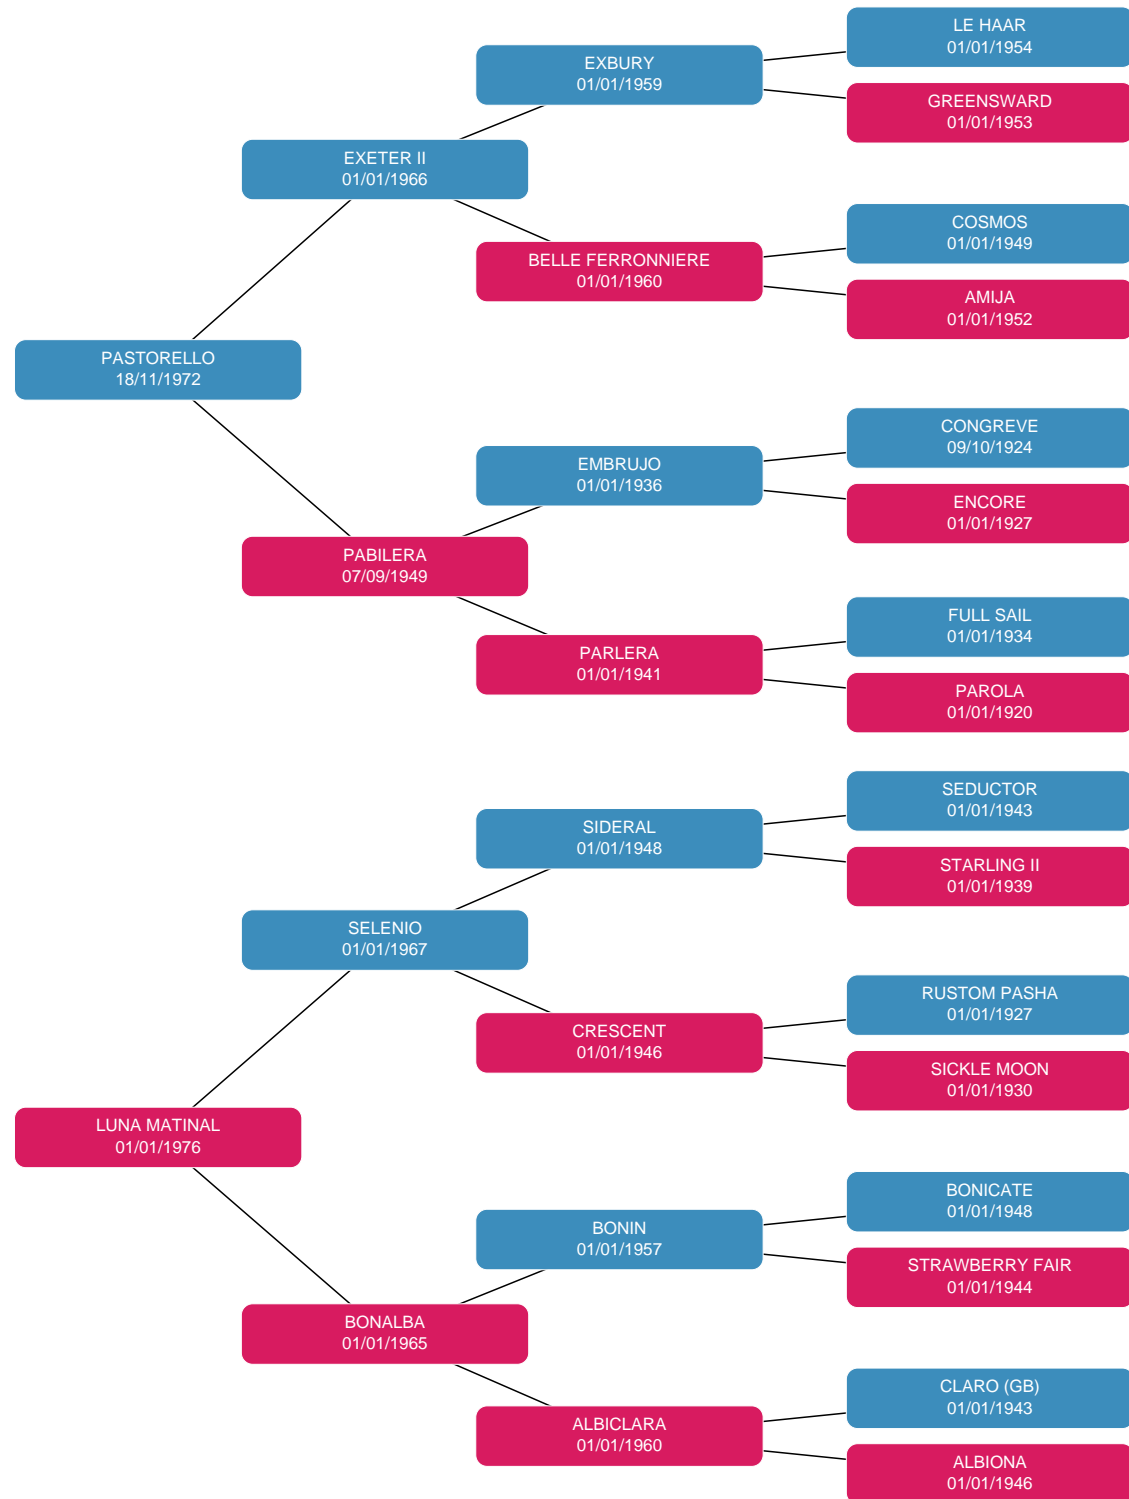 LE HAAR
01/01/1954
EXBURY
01/01/1959
GREENSWARD
01/01/1953
EXETER II
01/01/1966
COSMOS
01/01/1949
BELLE FERRONNIERE
01/01/1960
AMIJA
01/01/1952
PASTORELLO
18/11/1972
CONGREVE
09/10/1924
EMBRUJO
01/01/1936
ENCORE
01/01/1927
PABILERA
07/09/1949
FULL SAIL
01/01/1934
PARLERA
01/01/1941
PAROLA
01/01/1920
SEDUCTOR
01/01/1943
SIDERAL
01/01/1948
STARLING II
01/01/1939
SELENIO
01/01/1967
RUSTOM PASHA
01/01/1927
CRESCENT
01/01/1946
SICKLE MOON
01/01/1930
LUNA MATINAL
01/01/1976
BONICATE
01/01/1948
BONIN
01/01/1957
STRAWBERRY FAIR
01/01/1944
BONALBA
01/01/1965
CLARO (GB)
01/01/1943
ALBICLARA
01/01/1960
ALBIONA
01/01/1946